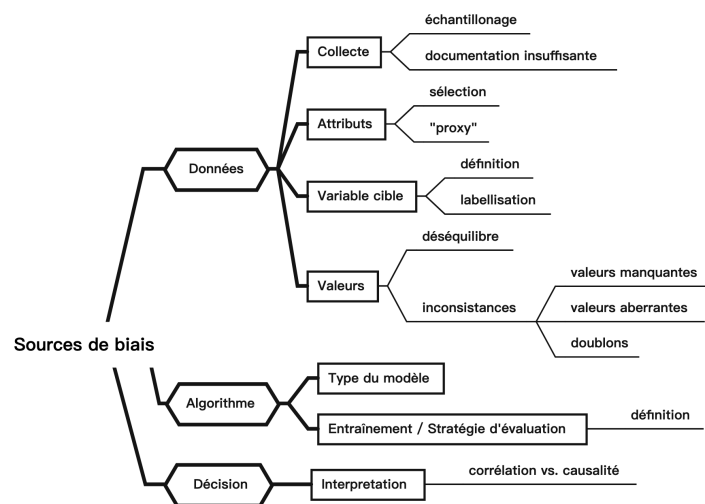 Sources de biais
Données
Collecte
échantillonage
documentation insuffisante
Attributs
sélection
"proxy"
Variable cible
définition
labellisation
Valeurs
déséquilibre
inconsistances
valeurs manquantes
valeurs aberrantes
doublons
Algorithme
Type du modèle
Entraînement / Stratégie d'évaluation
définition
Décision
Interpretation
corrélation vs. causalité